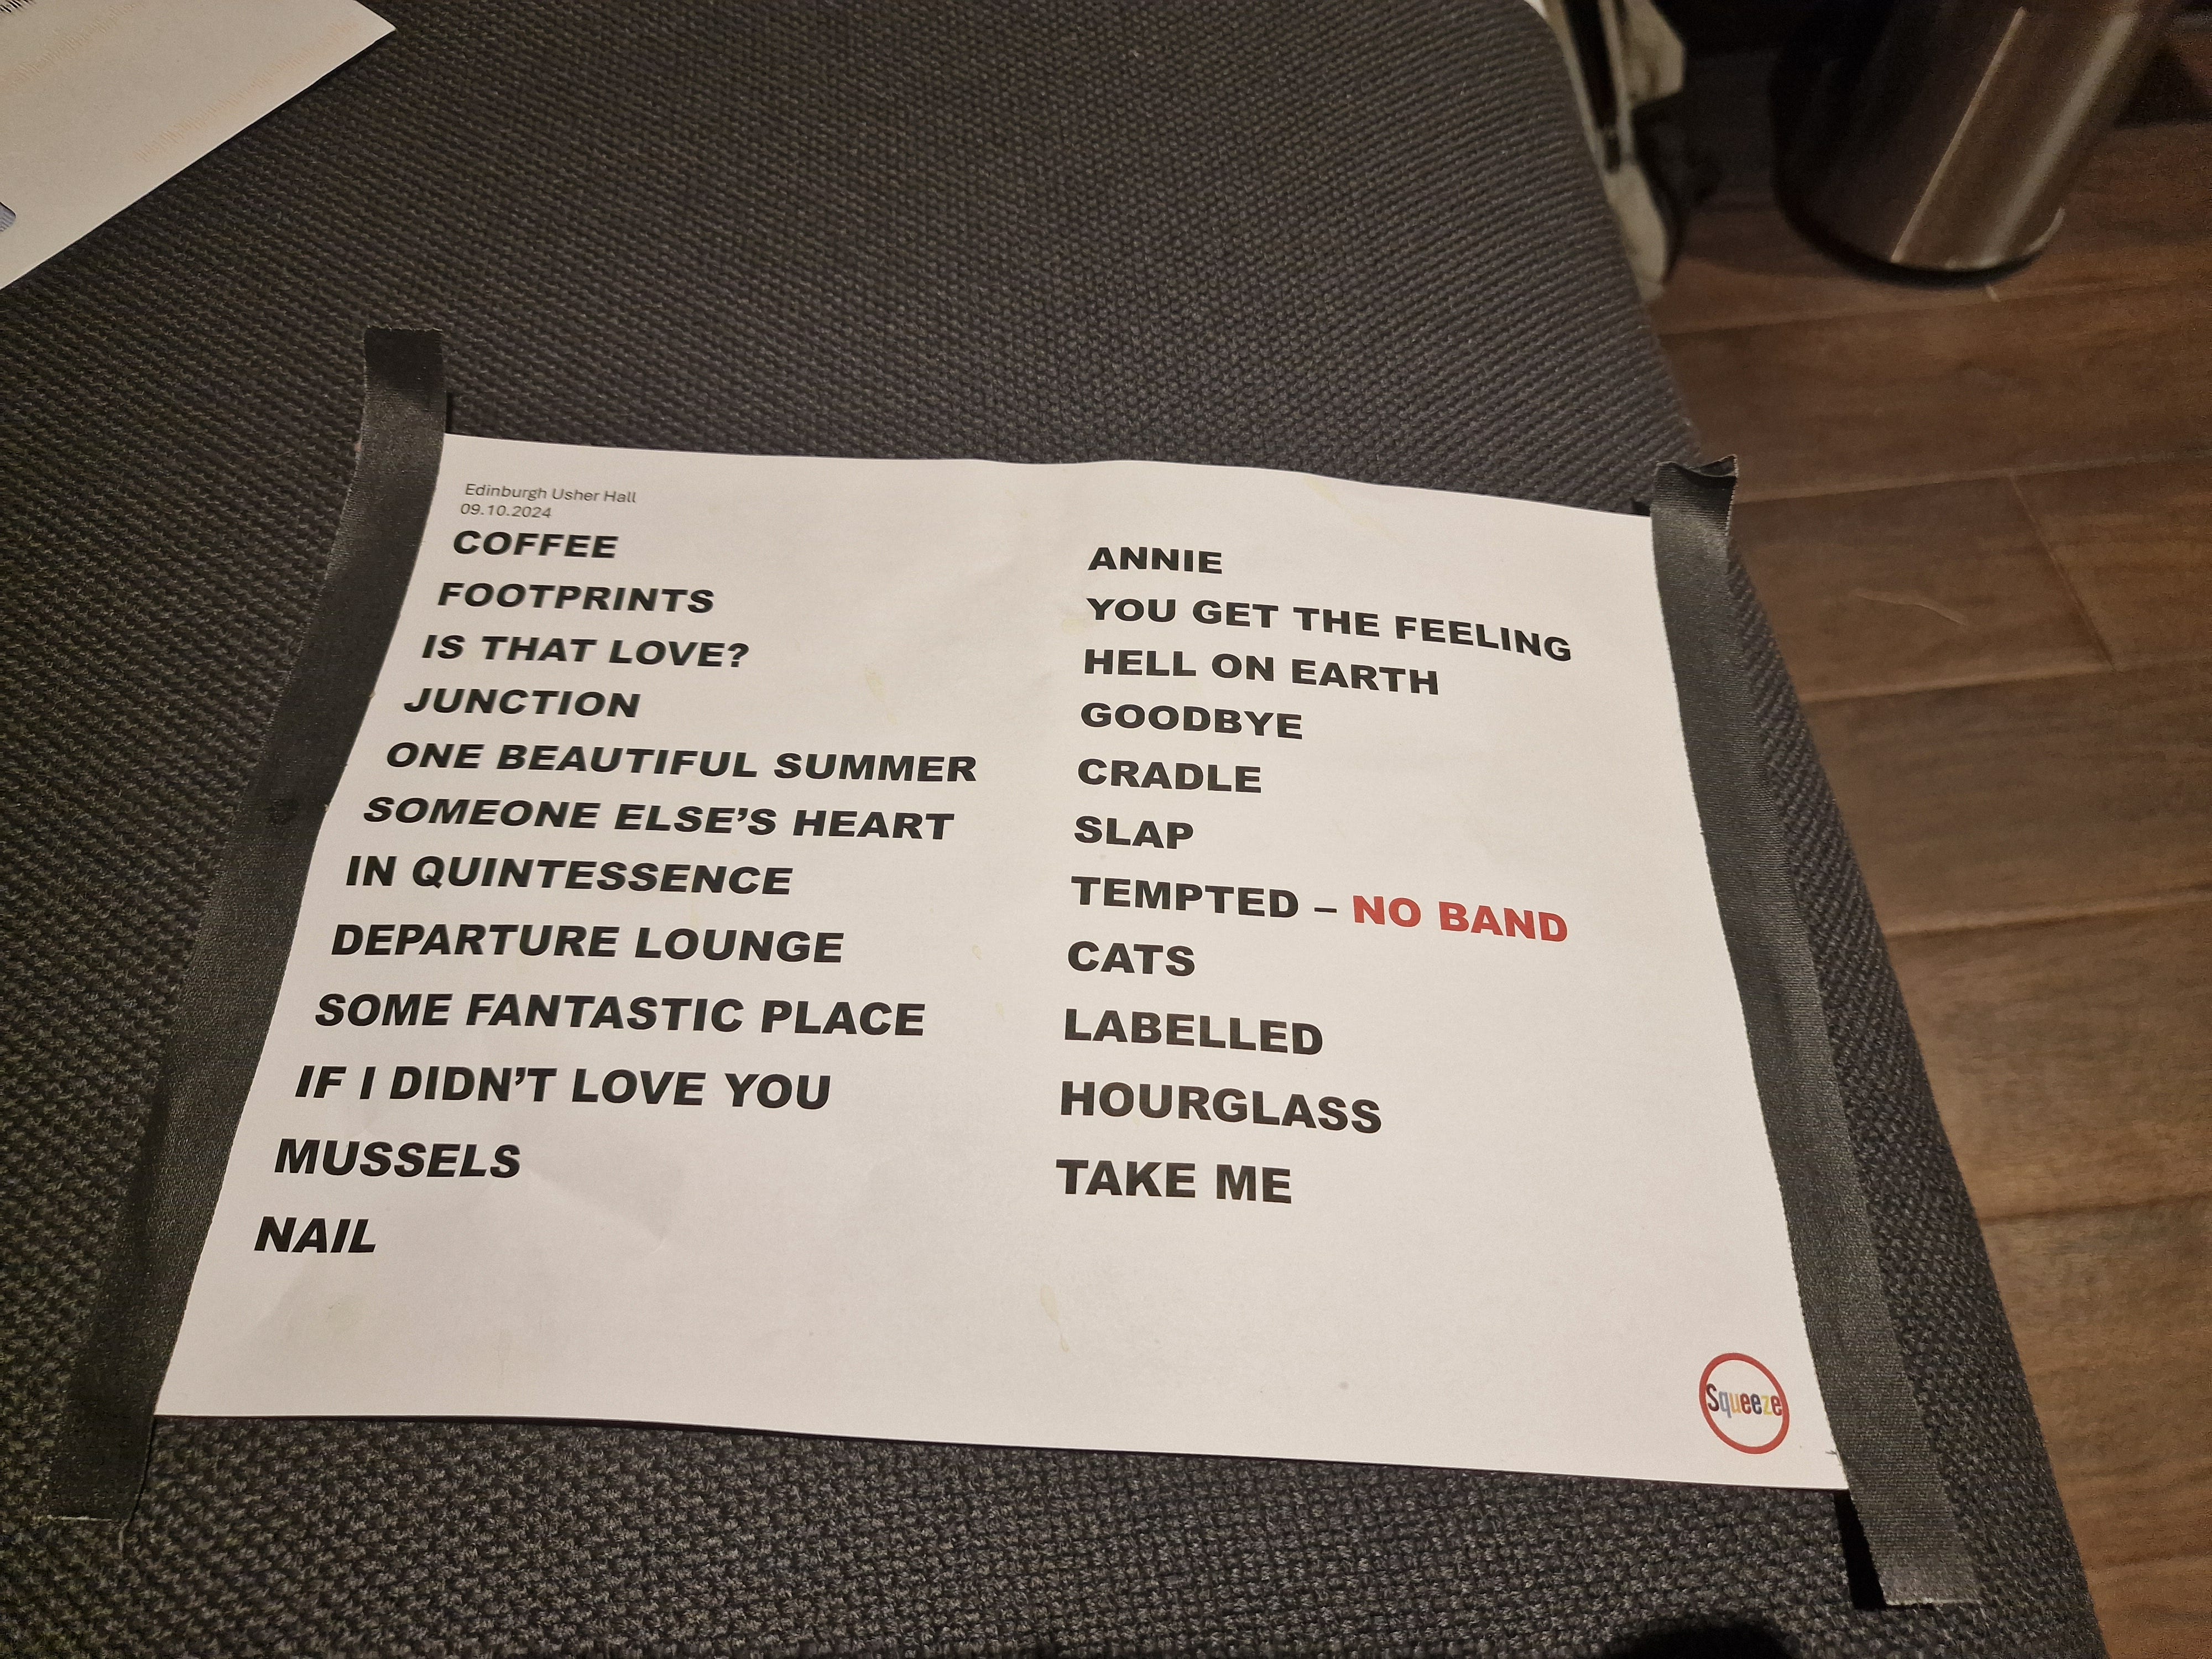 Edinburgh Usher Hall
09.10.2024
COFFEE
FOOTPRINTS
IS THAT LOVE?
JUNCTION
ONE BEAUTIFUL SUMMER
SOMEONE ELSE'S HEART
IN QUINTESSENCE
DEPARTURE LOUNGE
SOME FANTASTIC PLACE
IF I DIDN'T LOVE YOU
MUSSELS
NAIL
ANNIE
YOU GET THE FEELING
HELL ON EARTH
GOODBYE
CRADLE
SLAP
TEMPTED – NO BAND
CATS
LABELLED
HOURGLASS
TAKE ME
Squeeze